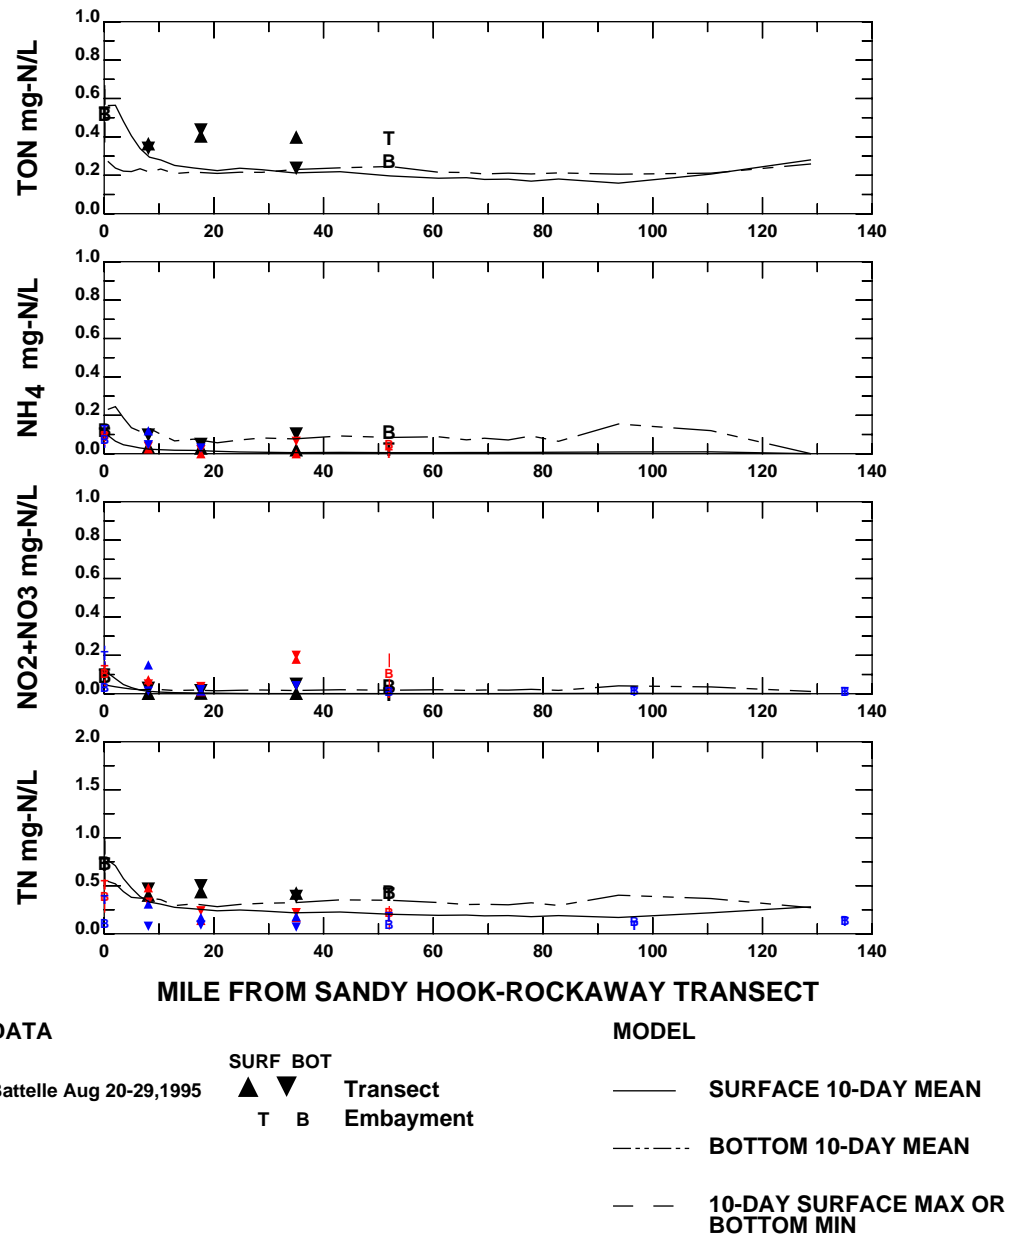 TON mg-N/L
1.0
0.8
0.6
0.4
0.2
0.0
0 20 40 60 80 100 120 140
T
B
B
NH4 mg-N/L
1.0
0.8
0.6
0.4
0.2
0.0
0 20 40 60 80 100 120 140
B
NO2+NO3 mg-N/L
1.0
0.8
0.6
0.4
0.2
0.0
0 20 40 60 80 100 120 140
B
B
B
TN mg-N/L
2.0
1.5
1.0
0.5
0.0
0 20 40 60 80 100 120 140
B
B
B
B
MILE FROM SANDY HOOK-ROCKAWAY TRANSECT
DATA
SURF BOT
Battelle Aug 20-29,1995
Transect
T B Embayment
MODEL
SURFACE 10-DAY MEAN
BOTTOM 10-DAY MEAN
10-DAY SURFACE MAX OR
BOTTOM MIN